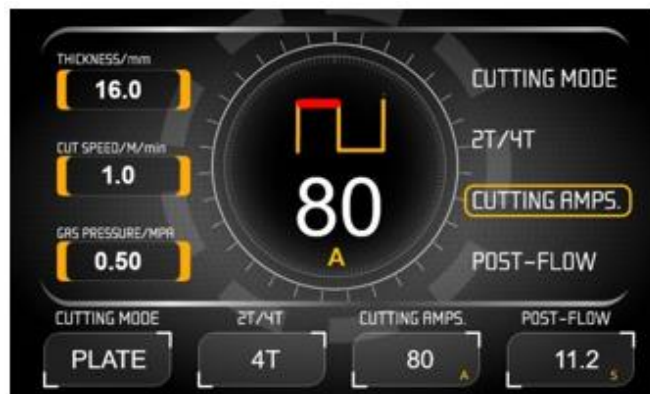 THICKNESS/mm
16.0
CUT SPEED/M/min
1.0
GAS PRESSURE/MPA
0.50
80
A
CUTTING MODE
2T/4T
CUTTING AMPS.
POST-FLOW
CUTTING MODE
PLATE
2T/4T
4T
CUTTING AMPS.
80 A
POST-FLOW
11.2 S